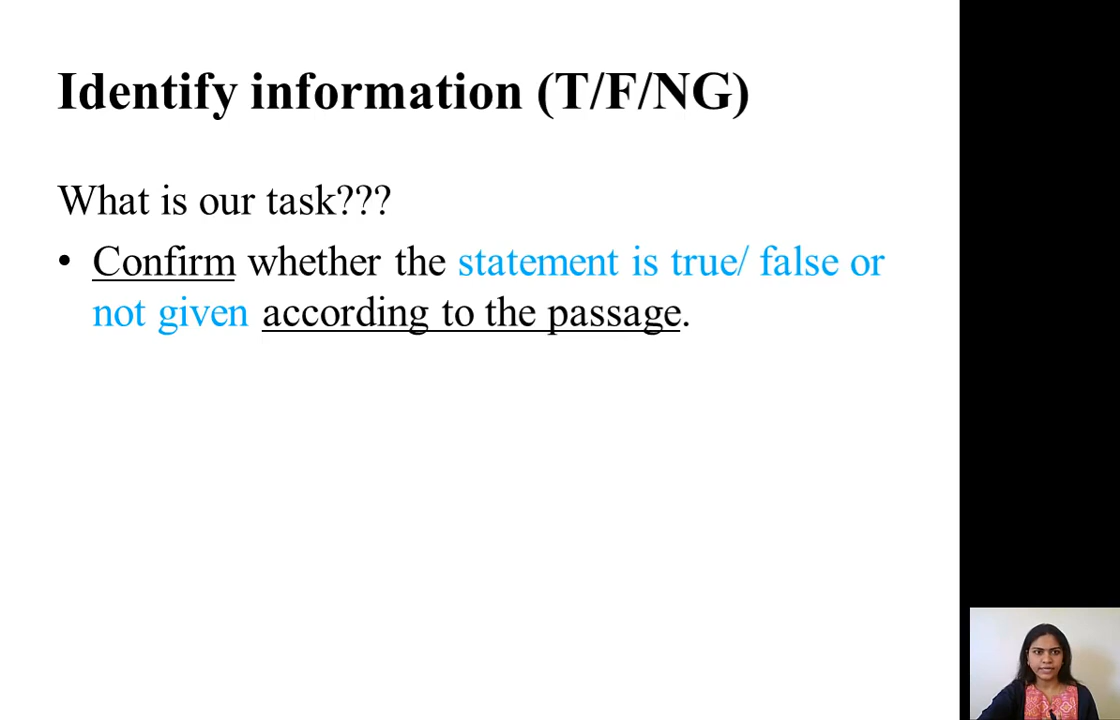 Identify information (T/F/NG)
What is our task???
• Confirm whether the statement is true/ false or
not given according to the passage.